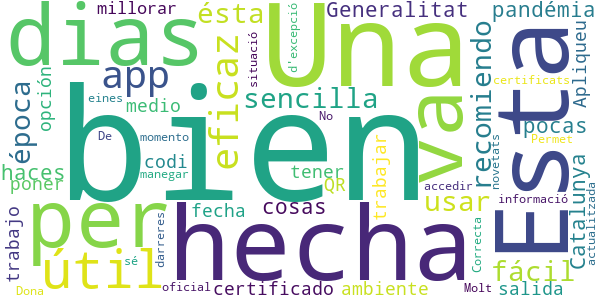 millorar
ésta
Generalitat
pandémia
dias
app
Una
Esta
d'excepció
situació
certificats
Apliqueu
opción
época
eines
medio
eficaz
sencilla
va
recomiendo
bien
No
pocas
De
momento
codi
manegar
haces
poner
tener
QR
trabajar
accedir
novetats
Permet
Catalunya
actualitzada
per
hecha
fecha
cosas
usar
informació
fácil
trabajo
útil
darreres
sé
Correcta
Dona
oficial
certificado
ambiente
Molt
salida